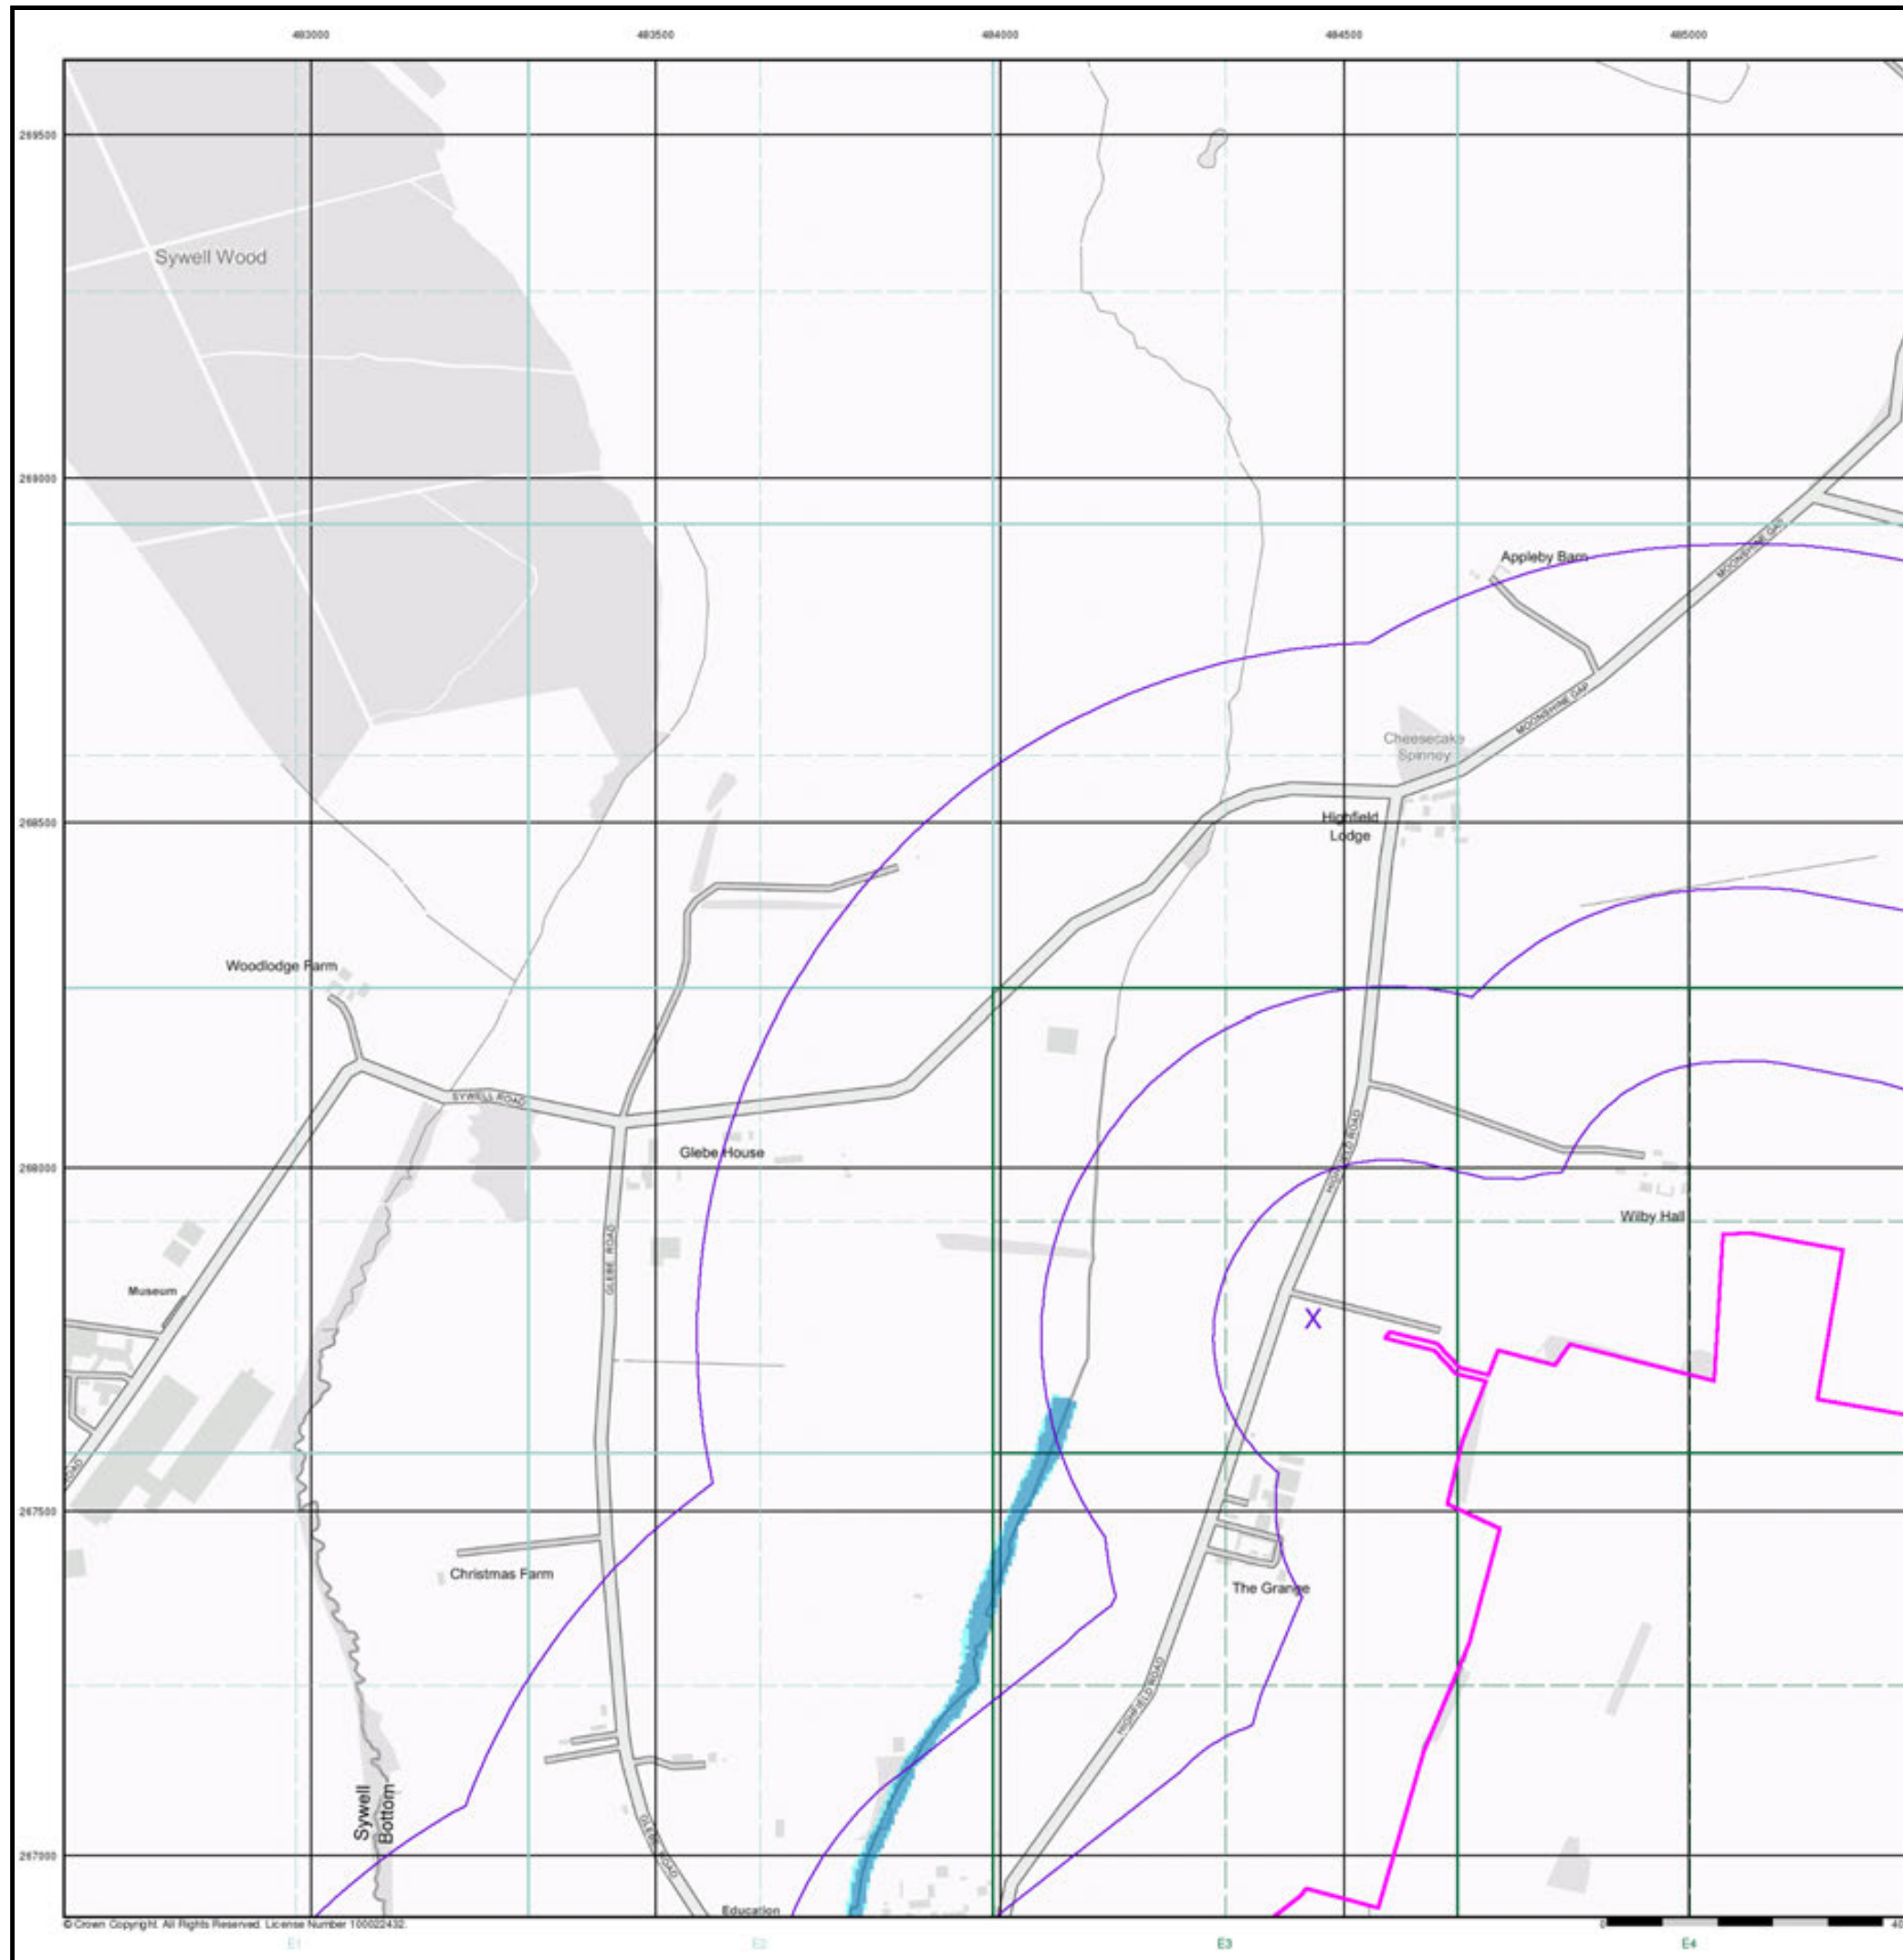 483000
483500
484000
484500
485000
269500
Sywell Wood
269000
MOONSHINE GAP
Appleby Barn
MOONSHINE GAP
Cheesecake
Spinney
268500
Highfield
Lodge
Woodlodge Farm
SYWELL ROAD
HIGHFIELD ROAD
Glebe House
268000
Wilby Hall
GLEBE ROAD
Museum
X
ROAD
267500
Christmas Farm
The Grange
HIGHFIELD ROAD
Sywell
Bottom
GLEBE ROAD
267000
Education
© Crown Copyright. All Rights Reserved. License Number 100022432.
0
40
E1
E2
E3
E4